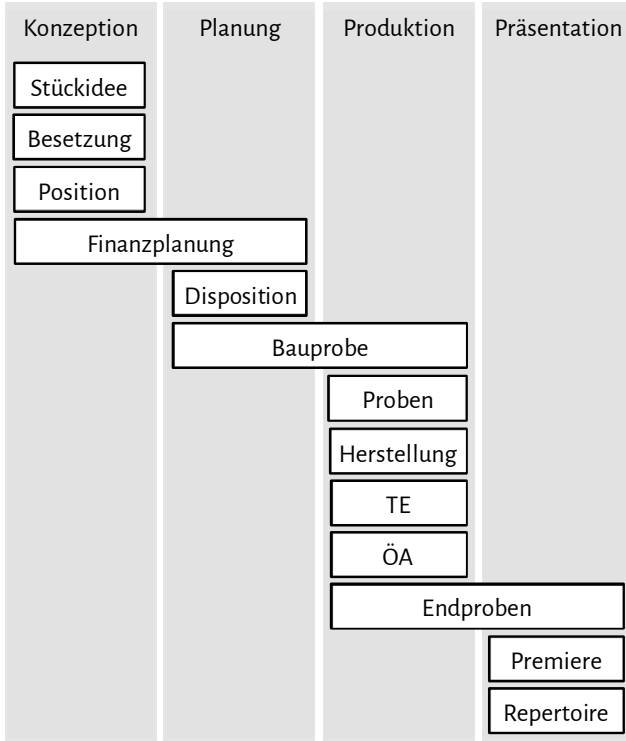 Konzeption Planung Produktion Präsentation
Stückidee
Besetzung
Position
Finanzplanung
Disposition
Bauprobe
Proben
Herstellung
TE
ÖA
Endproben
Premiere
Repertoire